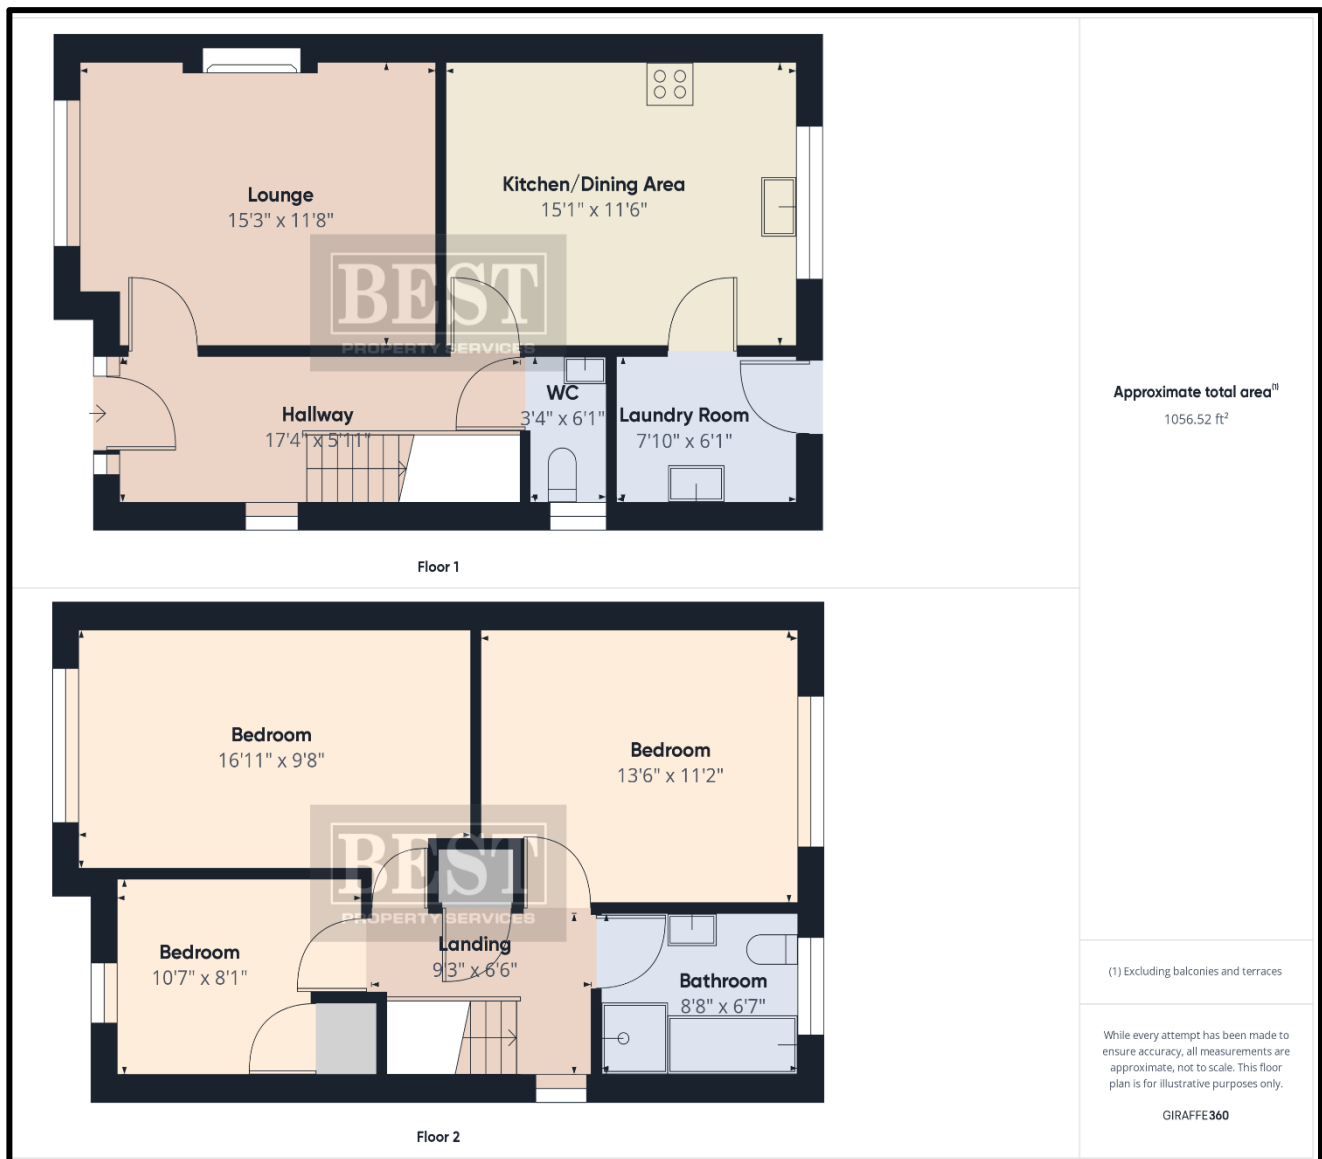 Lounge
15'3" x 11'8"
Kitchen/Dining Area
15'1" x 11'6"
BEST
PROPERTY SERVICES
Hallway
17'4" x 5'11"
WC
3'4" x 6'1"
Laundry Room
7'10" x 6'1"
Floor 1
Bedroom
16'11" x 9'8"
Bedroom
13'6" x 11'2"
BEST
PROPERTY SERVICES
Bedroom
10'7" x 8'1"
Landing
9'3" x 6'6"
Bathroom
8'8" x 6'7"
Floor 2
Approximate total area(1)
1056.52 ft²
(1) Excluding balconies and terraces
While every attempt has been made to
ensure accuracy, all measurements are
approximate, not to scale. This floor
plan is for illustrative purposes only.
GIRAFFE360